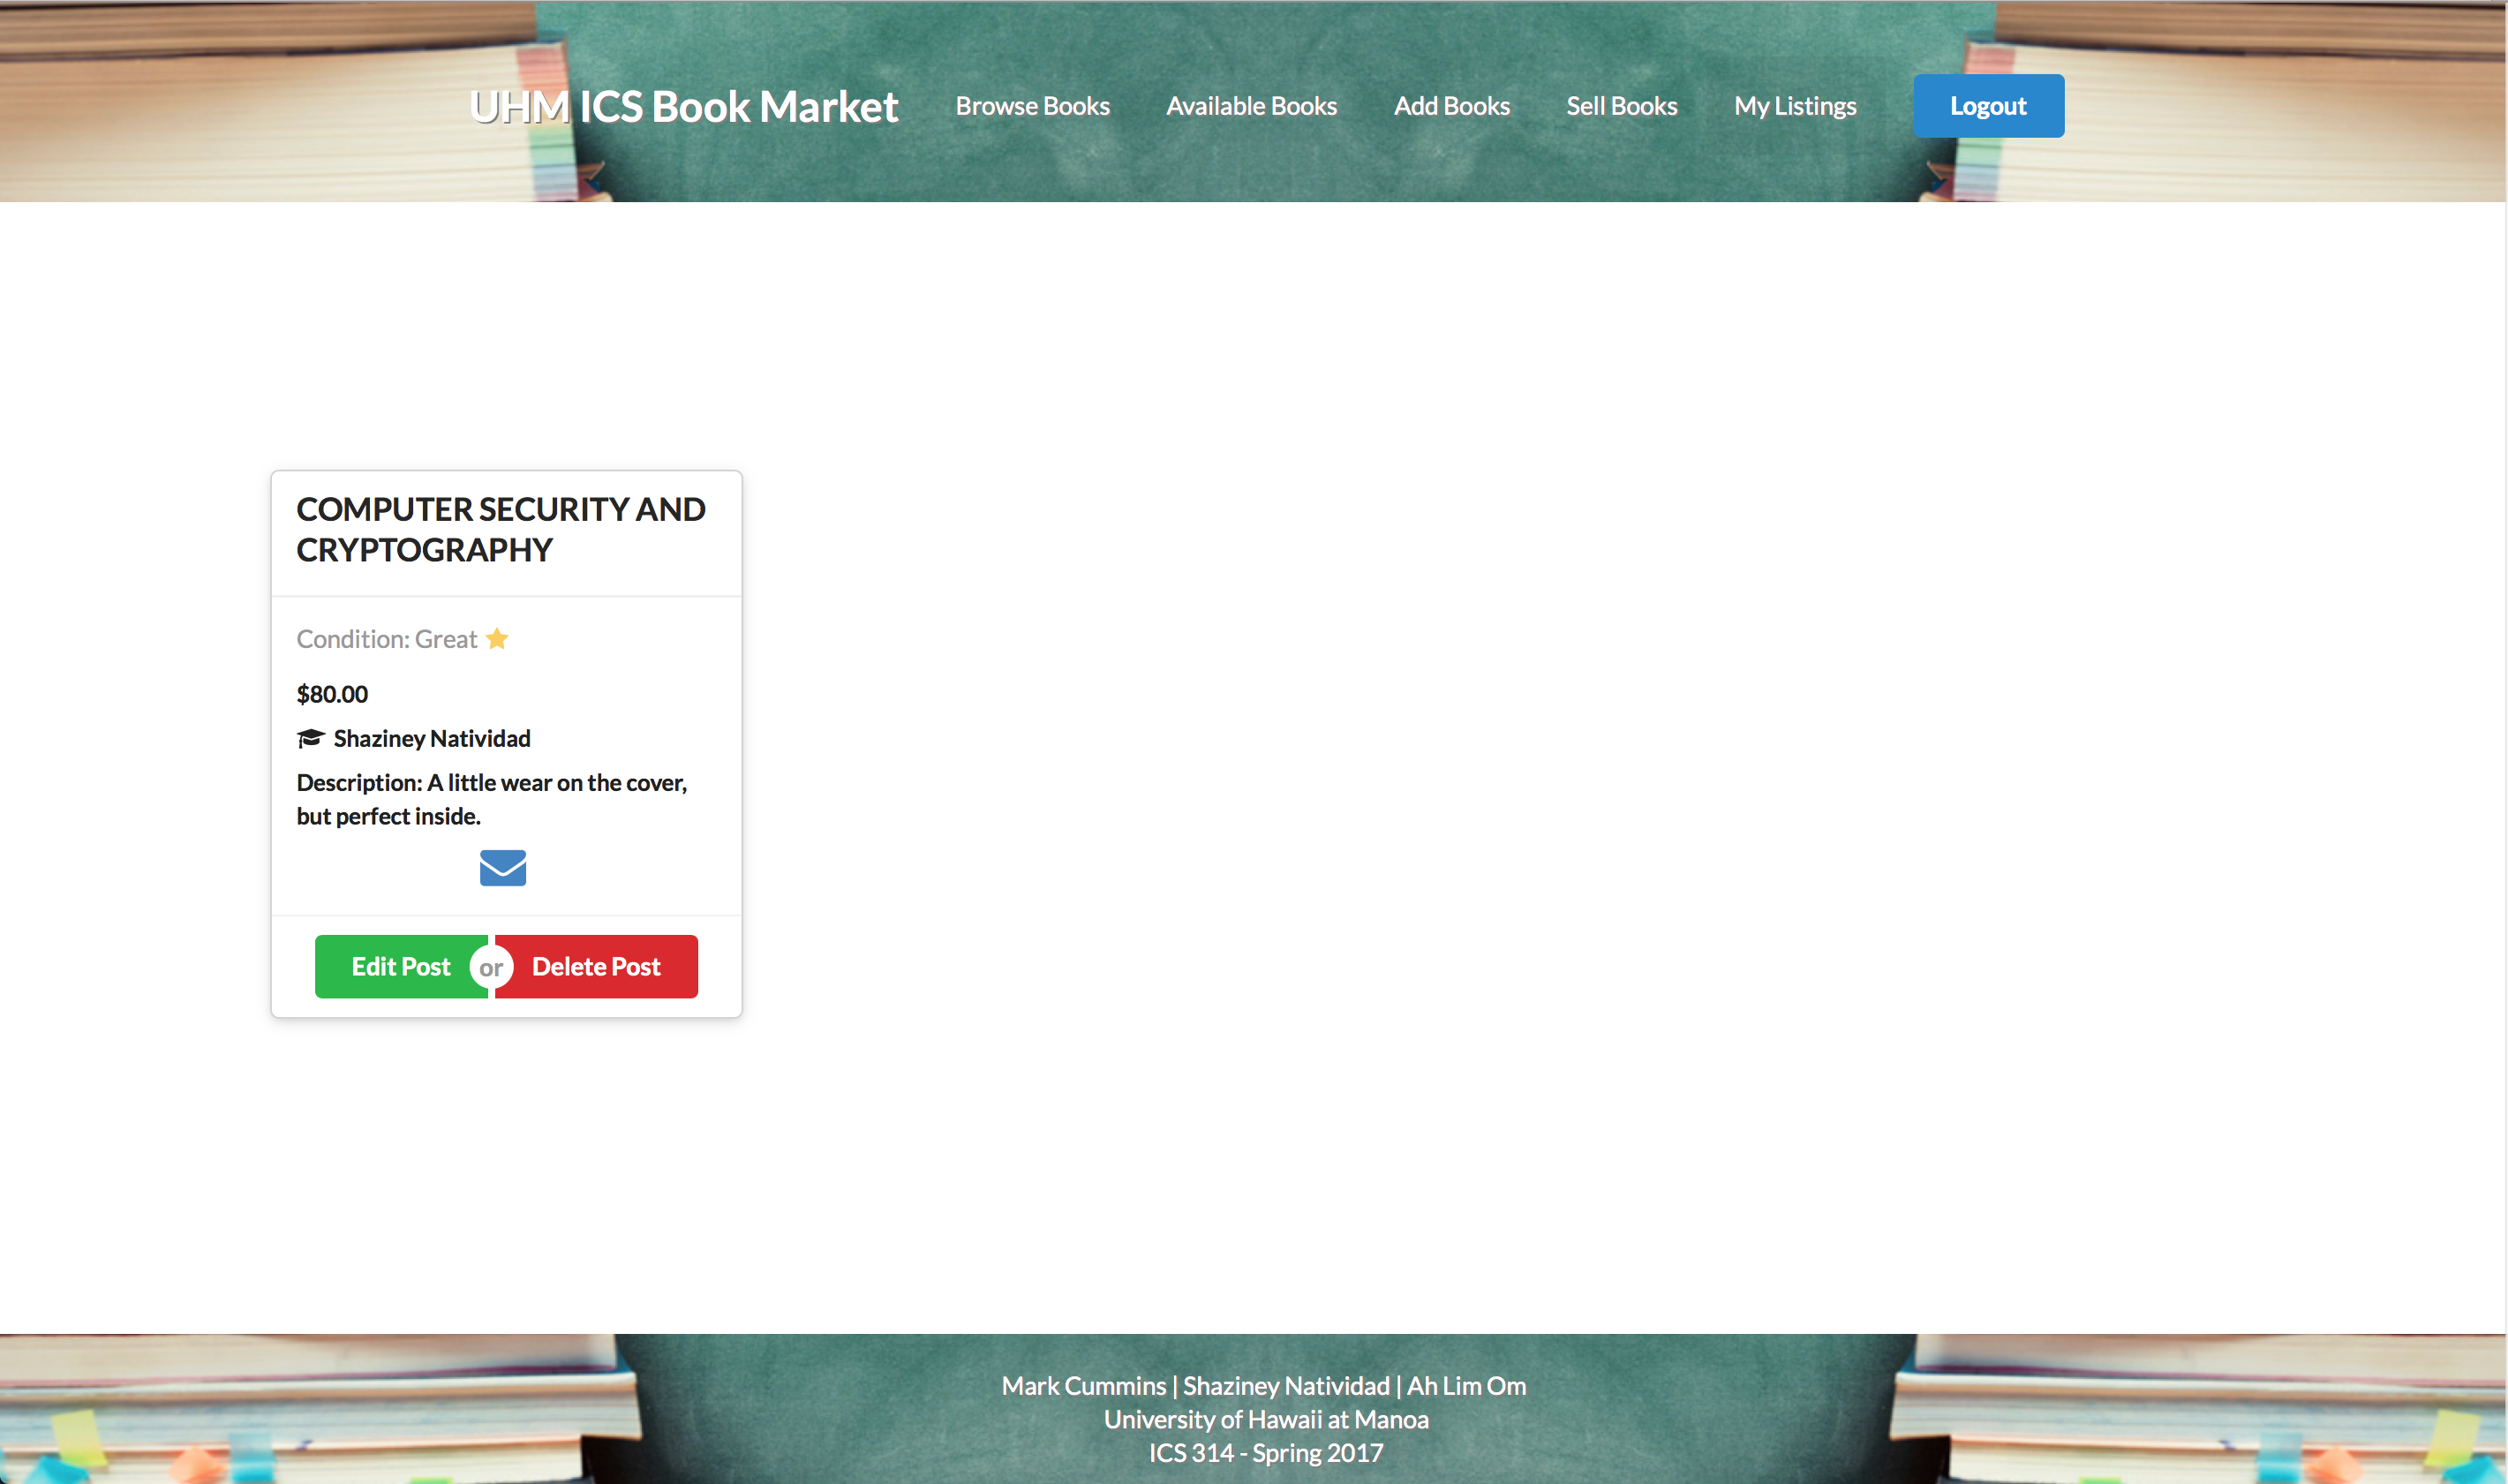 UHM ICS Book Market
Browse Books
Available Books
Add Books
Sell Books
My Listings
Logout
COMPUTER SECURITY AND
CRYPTOGRAPHY
Condition: Great
$80.00
Shaziney Natividad
Description: A little wear on the cover,
but perfect inside.
Edit Post
or
Delete Post
Mark Cummins | Shaziney Natividad | Ah Lim Om
University of Hawaii at Manoa
ICS 314 - Spring 2017